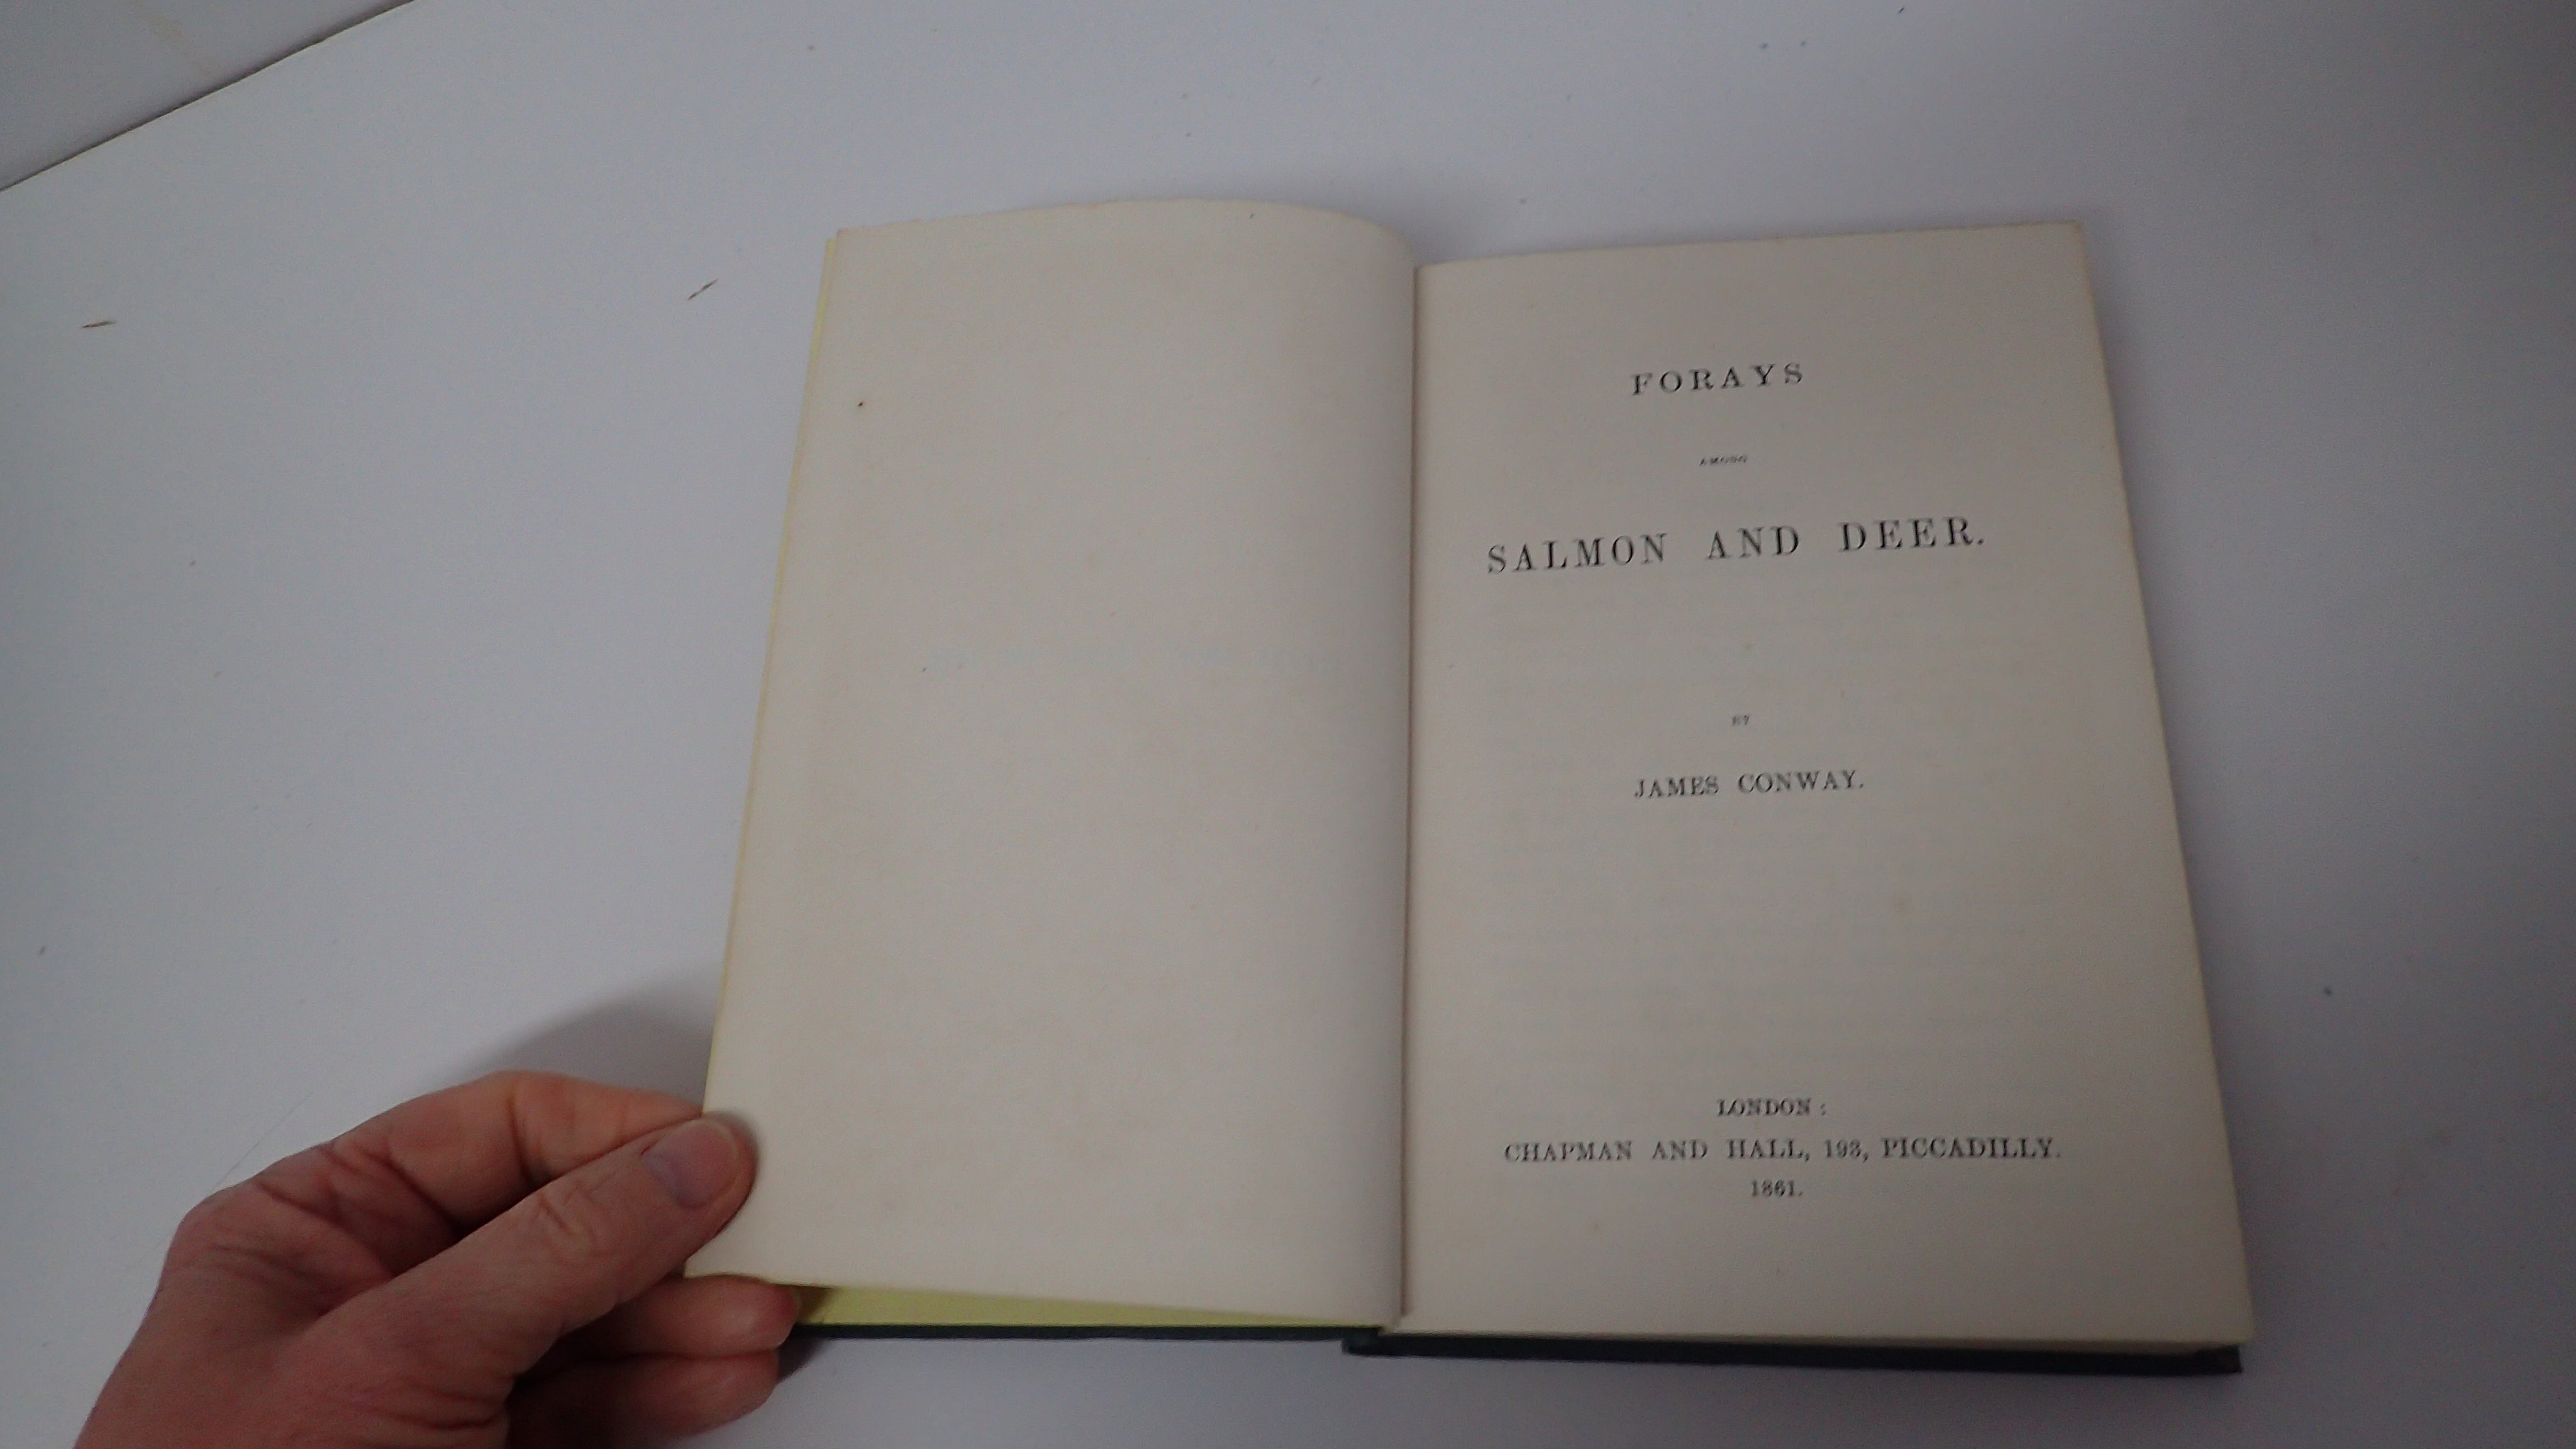 FORAYS
AMONG
SALMON AND DEER.
BY
JAMES CONWAY.
LONDON:
CHAPMAN AND HALL, 193, PICCADILLY.
1861.